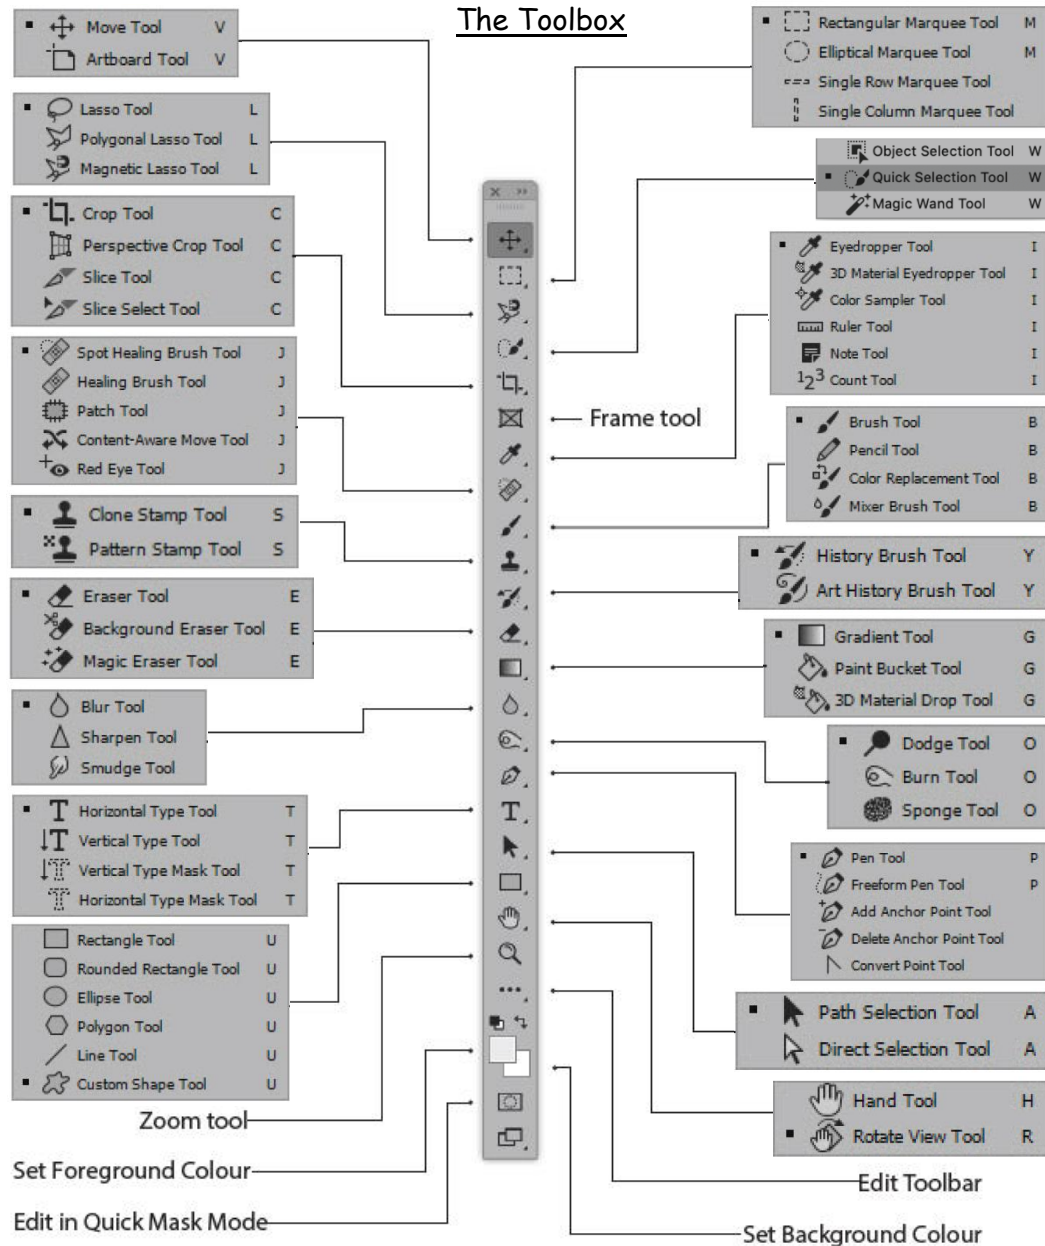 The Toolbox
Move Tool V
Artboard Tool V
Lasso Tool L
Polygonal Lasso Tool L
Magnetic Lasso Tool L
Crop Tool C
Perspective Crop Tool C
Slice Tool C
Slice Select Tool C
Spot Healing Brush Tool J
Healing Brush Tool J
Patch Tool J
Content-Aware Move Tool J
Red Eye Tool J
Clone Stamp Tool S
Pattern Stamp Tool S
Eraser Tool E
Background Eraser Tool E
Magic Eraser Tool E
Blur Tool
Sharpen Tool
Smudge Tool
Horizontal Type Tool T
Vertical Type Tool T
Vertical Type Mask Tool T
Horizontal Type Mask Tool T
Rectangle Tool U
Rounded Rectangle Tool U
Ellipse Tool U
Polygon Tool U
Line Tool U
Custom Shape Tool U
Zoom tool
Set Foreground Colour
Edit in Quick Mask Mode
Rectangular Marquee Tool M
Elliptical Marquee Tool M
Single Row Marquee Tool
Single Column Marquee Tool
Object Selection Tool W
Quick Selection Tool W
Magic Wand Tool W
Eyedropper Tool I
3D Material Eyedropper Tool I
Color Sampler Tool I
Ruler Tool I
Note Tool I
123 Count Tool I
Frame tool
Brush Tool B
Pencil Tool B
Color Replacement Tool B
Mixer Brush Tool B
History Brush Tool Y
Art History Brush Tool Y
Gradient Tool G
Paint Bucket Tool G
3D Material Drop Tool G
Dodge Tool O
Burn Tool O
Sponge Tool O
Pen Tool P
Freeform Pen Tool P
Add Anchor Point Tool
Delete Anchor Point Tool
Convert Point Tool
Path Selection Tool A
Direct Selection Tool A
Hand Tool H
Rotate View Tool R
Edit Toolbar
Set Background Colour